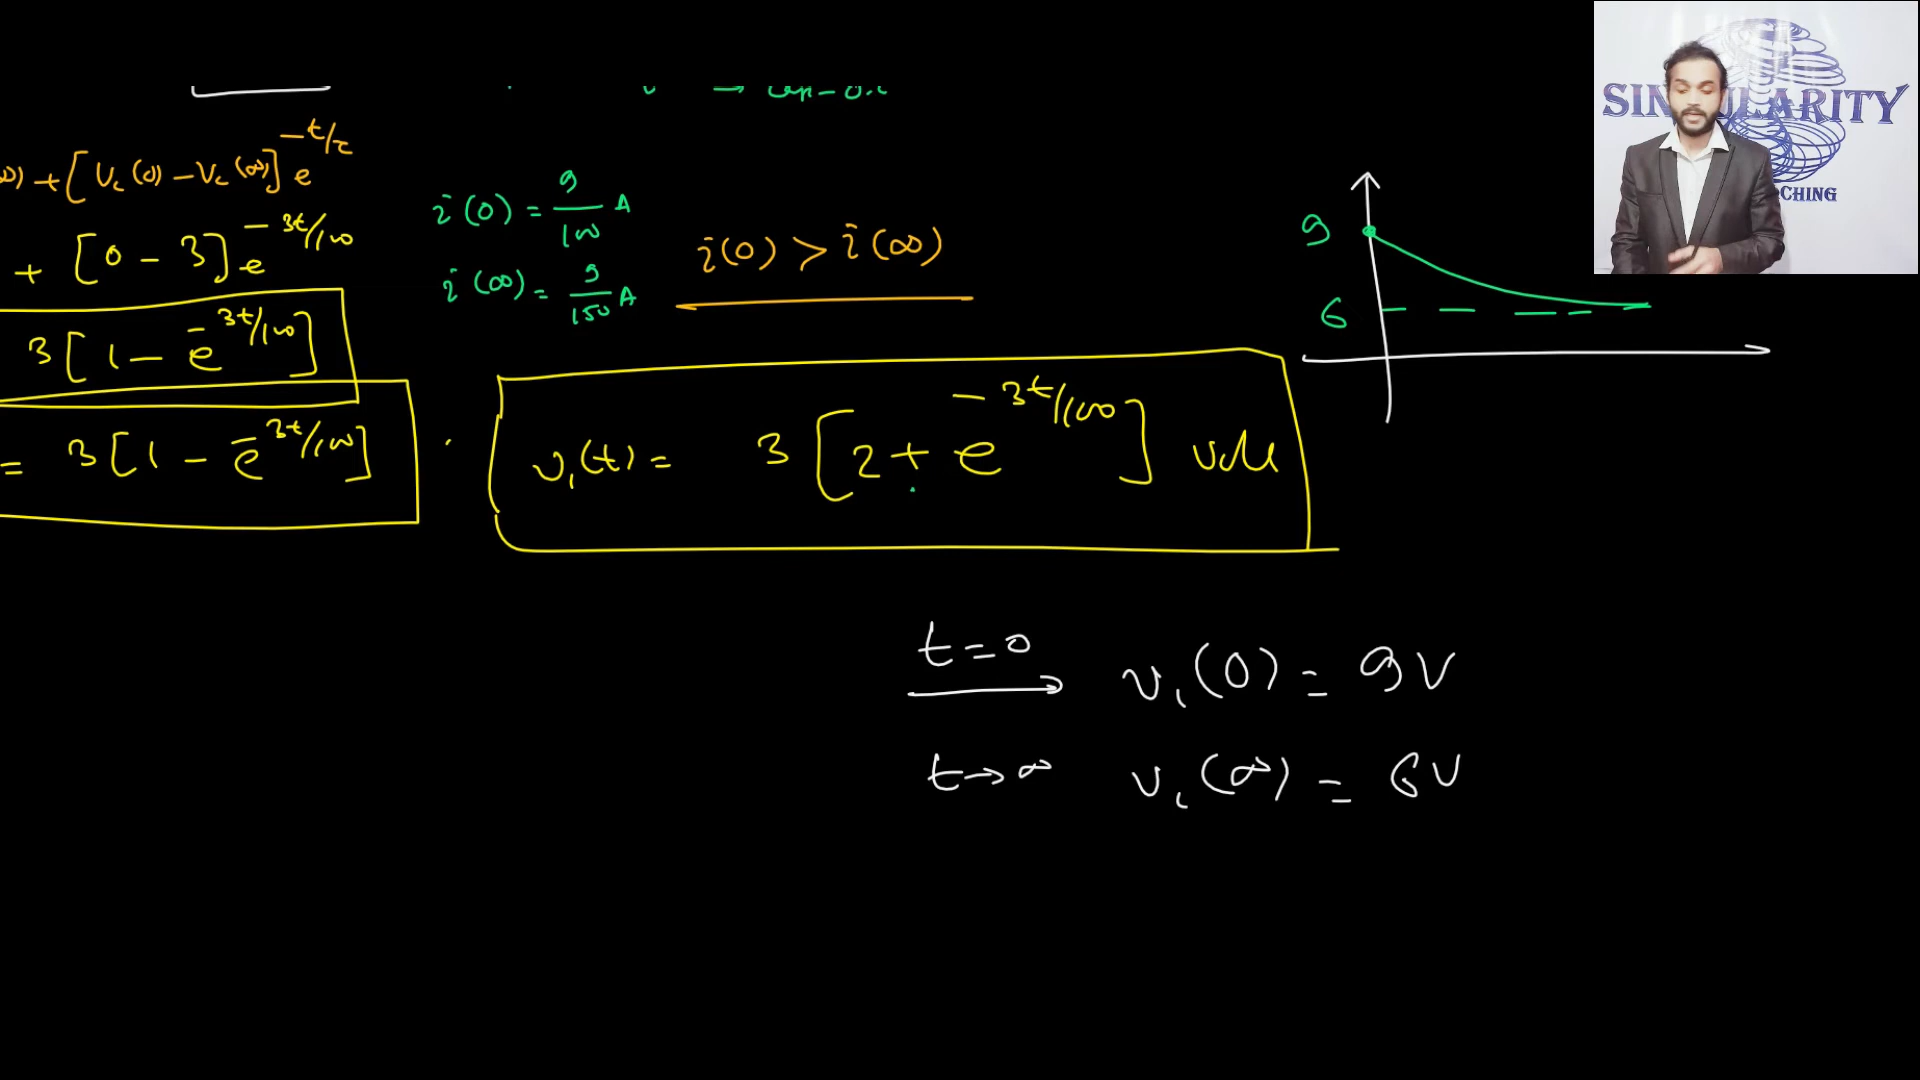 ∞) + [Vc(0) – Vc(∞)] e^–t/τ
+ [0 – 3] e^–3t/100
3 [1 – e^–3t/100]
= 3 [1 – e^–3t/100]
i(0) = 9/100 A
i(∞) = 9/150 A
i(0) > i(∞)
v₁(t) = 3 [2 + e^–3t/100] volt
9
6
t = 0 → v₁(0) = 9V
t → ∞ v₁(∞) = 6V
SINGULARITY
CHING